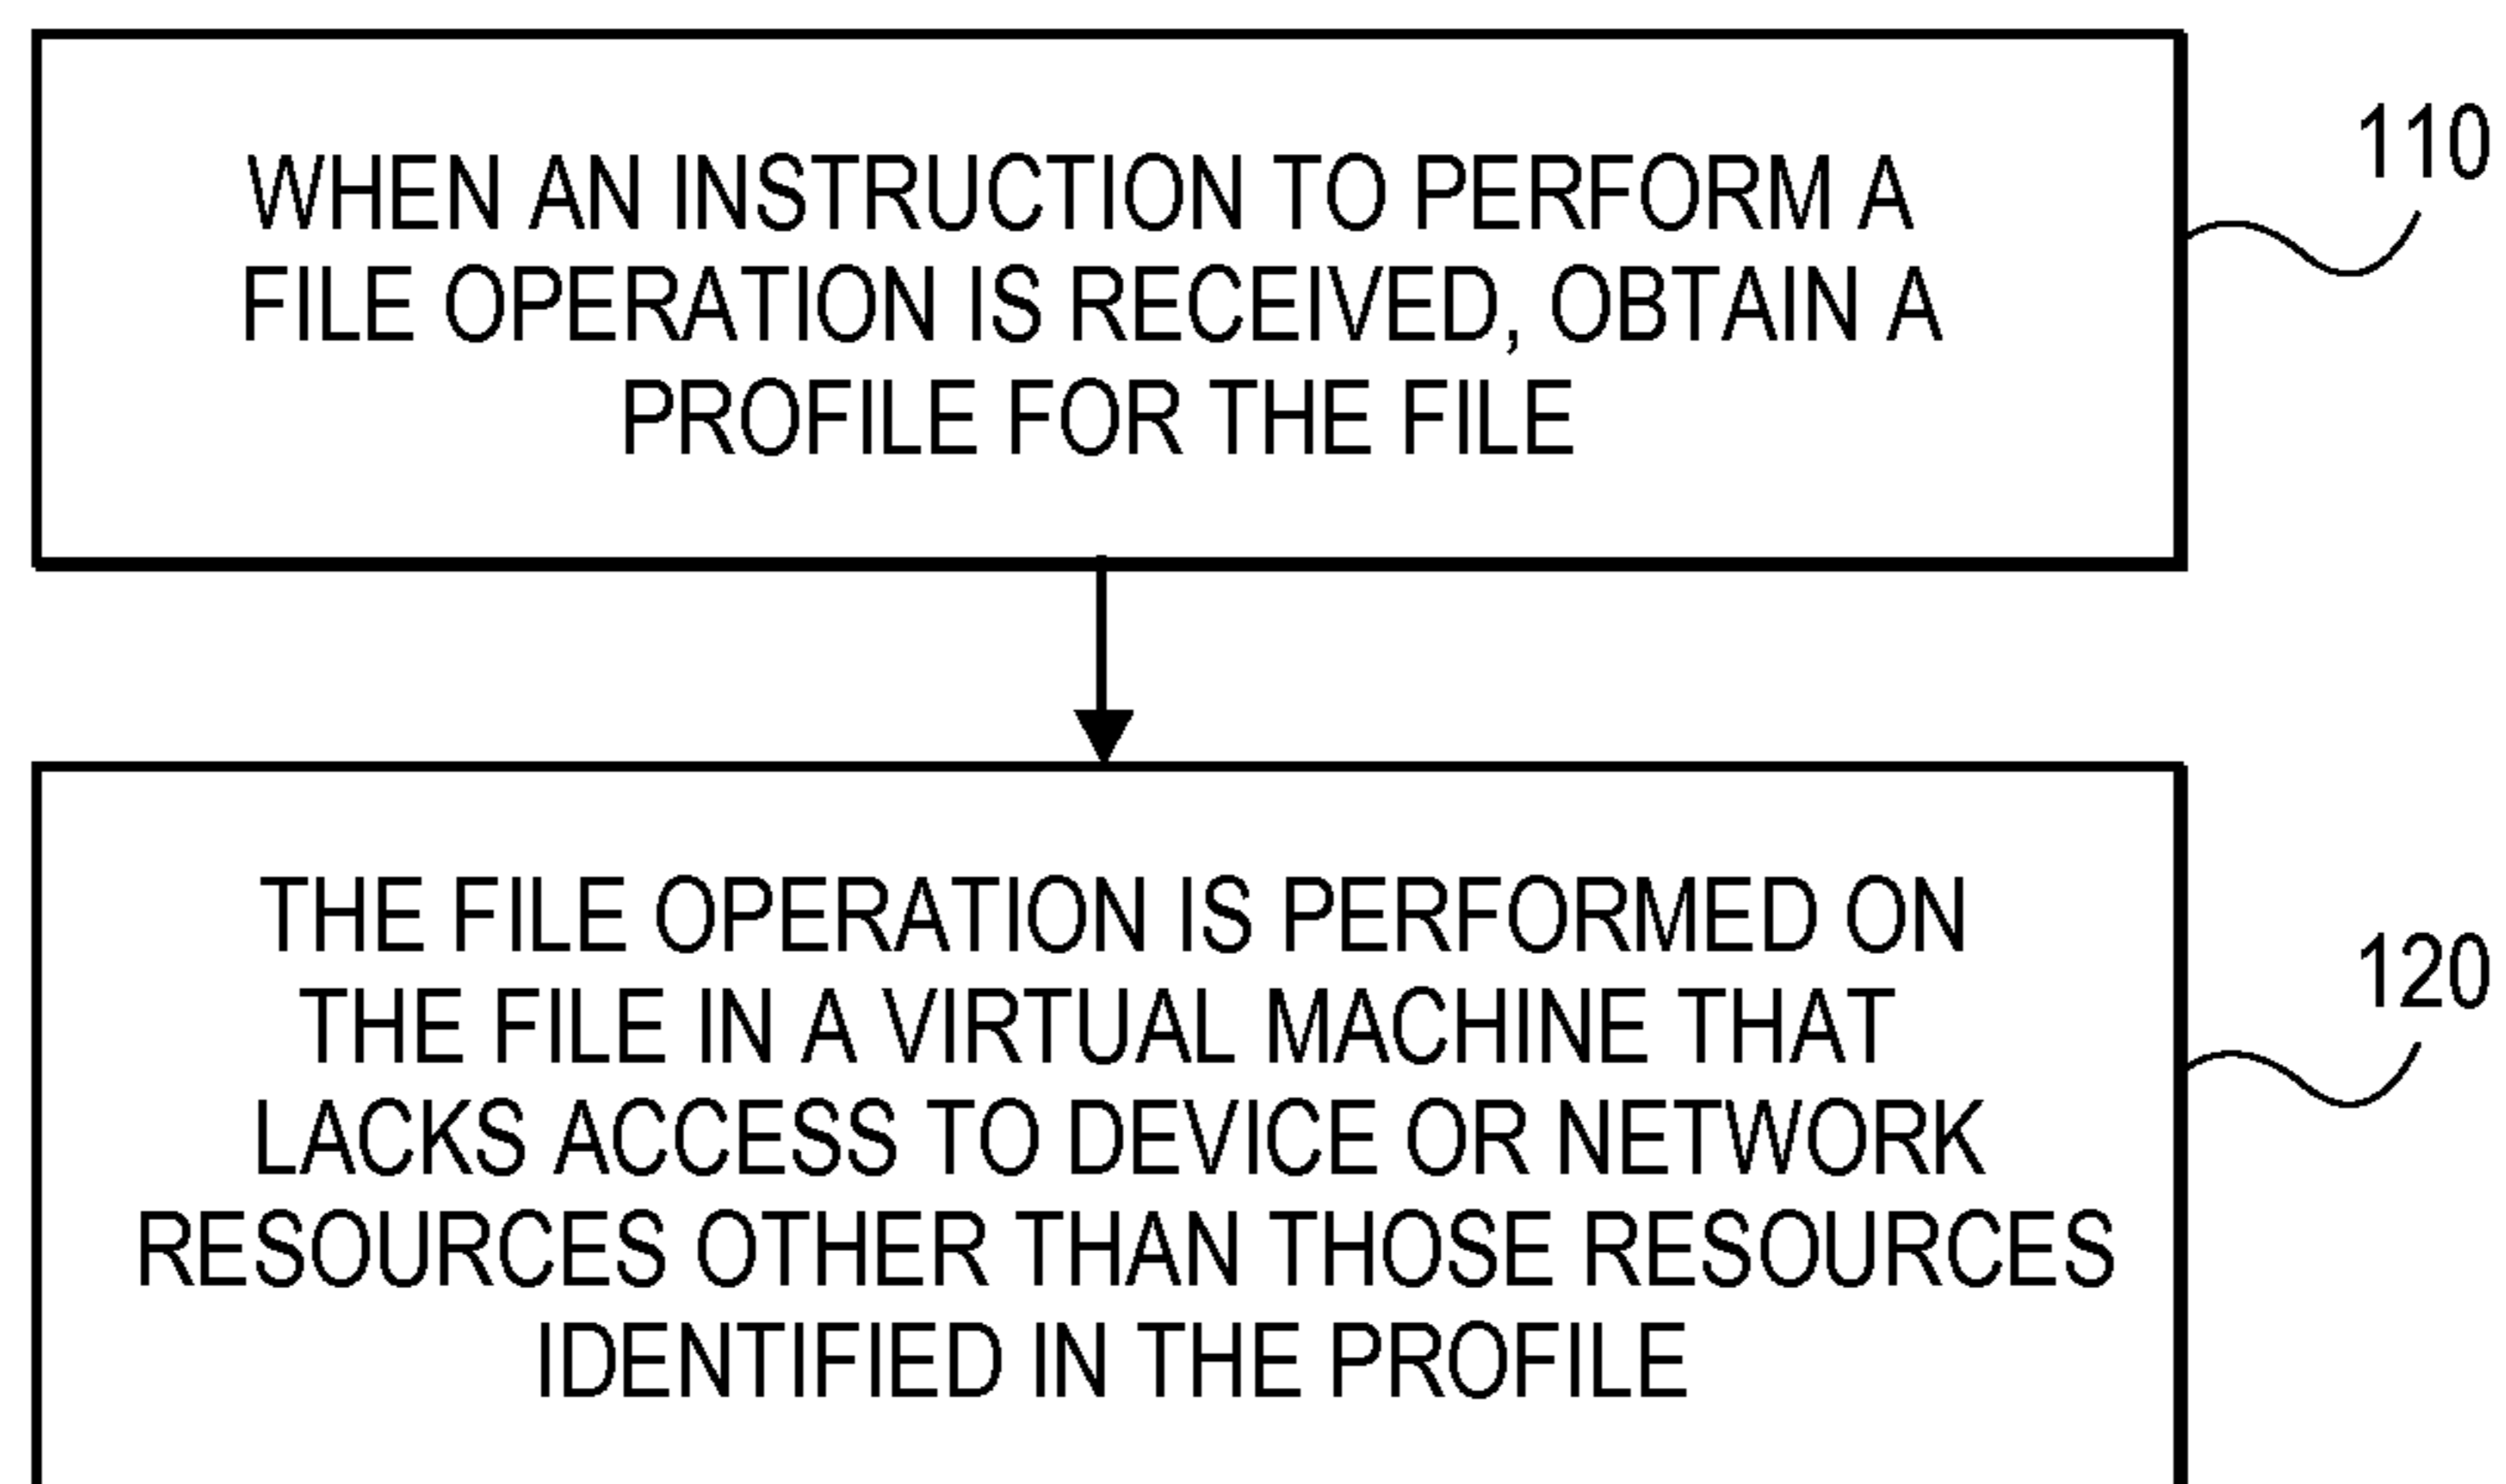 WHEN AN INSTRUCTION TO PERFORM A
FILE OPERATION IS RECEIVED, OBTAIN A
PROFILE FOR THE FILE
110
THE FILE OPERATION IS PERFORMED ON
THE FILE IN A VIRTUAL MACHINE THAT
LACKS ACCESS TO DEVICE OR NETWORK
RESOURCES OTHER THAN THOSE RESOURCES
IDENTIFIED IN THE PROFILE
120